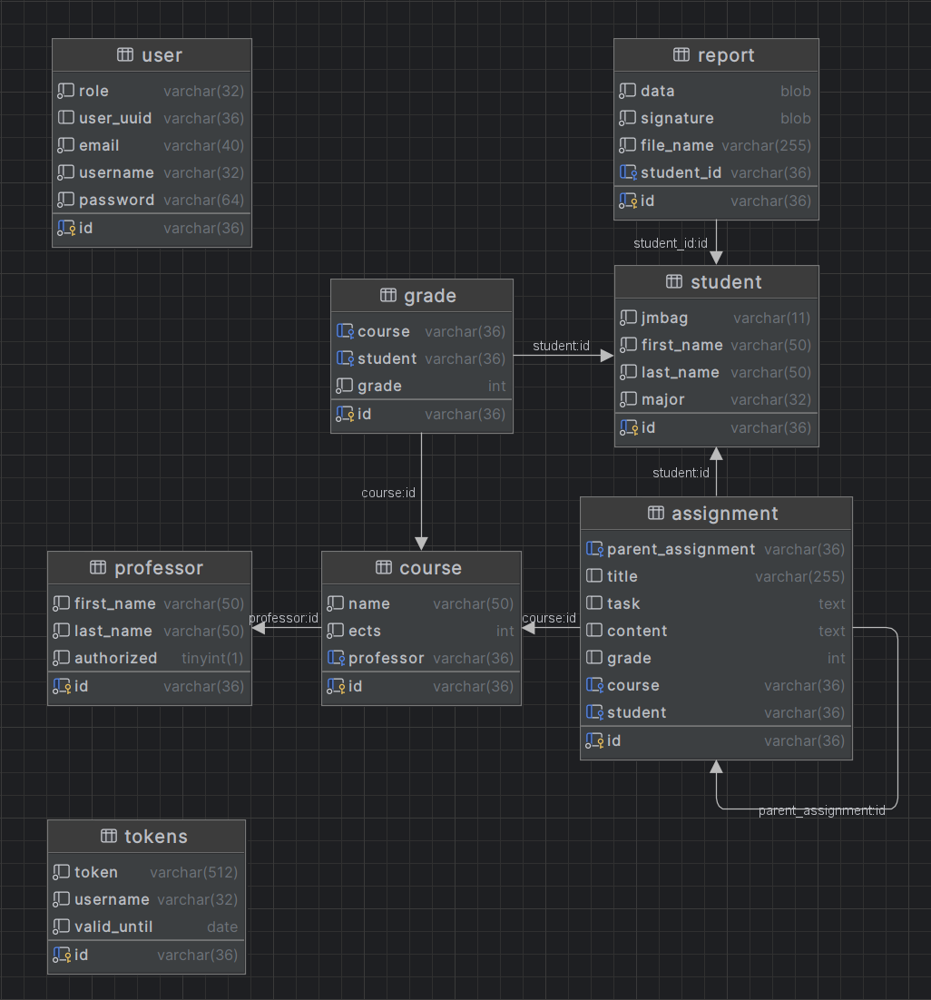 user
role varchar(32)
user_uuid varchar(36)
email varchar(40)
username varchar(32)
password varchar(64)
id varchar(36)
report
data blob
signature blob
file_name varchar(255)
student_id varchar(36)
id varchar(36)
student_id:id
grade
course varchar(36)
student varchar(36)
grade int
id varchar(36)
student:id
student
jmbag varchar(11)
first_name varchar(50)
last_name varchar(50)
major varchar(32)
id varchar(36)
course:id
student:id
professor
first_name varchar(50)
last_name varchar(50)
authorized tinyint(1)
id varchar(36)
professor:id
course
name varchar(50)
ects int
professor varchar(36)
id varchar(36)
course:id
assignment
parent_assignment varchar(36)
title varchar(255)
task text
content text
grade int
course varchar(36)
student varchar(36)
id varchar(36)
parent_assignment:id
tokens
token varchar(512)
username varchar(32)
valid_until date
id varchar(36)